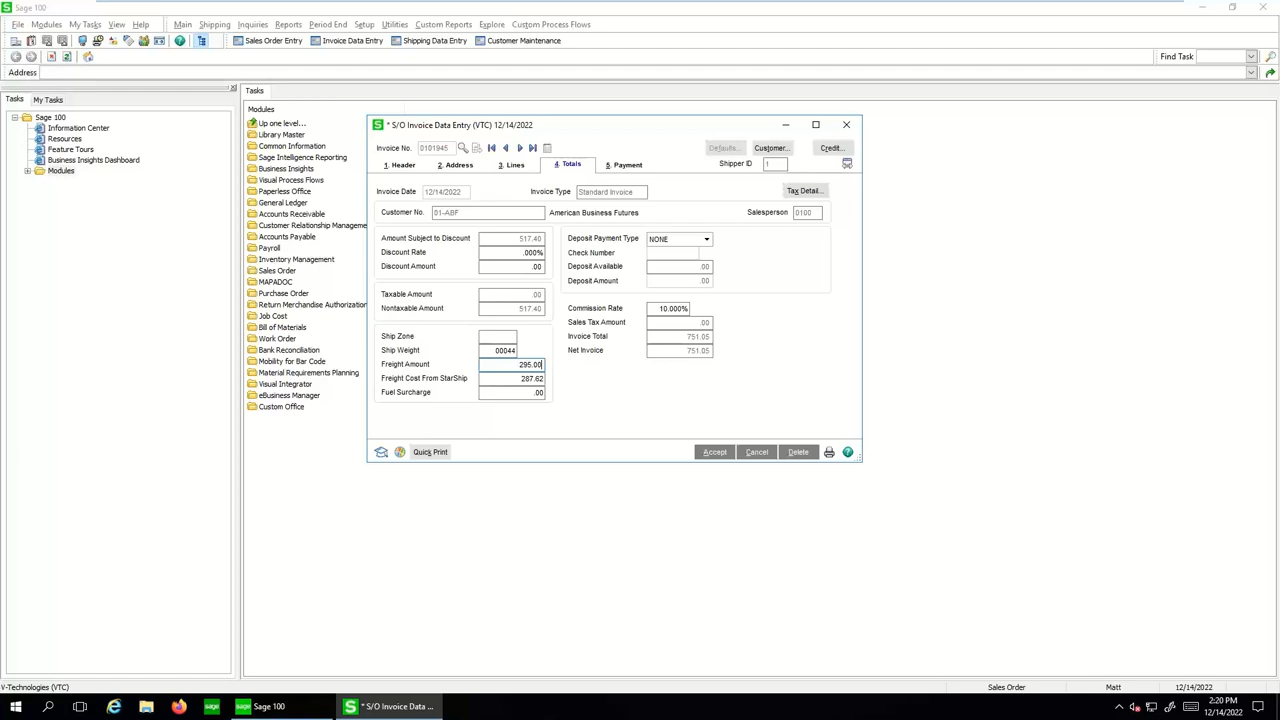 Sage 100
File Modules My Tasks View Help Main Shipping Inquiries Reports Period End Setup Utilities Custom Reports Explore Custom Process Flows
Sales Order Entry Invoice Data Entry Shipping Data Entry Customer Maintenance
Find Task
Address
Tasks My Tasks
Sage 100
Information Center
Resources
Feature Tours
Business Insights Dashboard
Modules
Tasks
Modules
Up one level...
Library Master
Common Information
Sage Intelligence Reporting
Business Insights
Visual Process Flows
Paperless Office
General Ledger
Accounts Receivable
Customer Relationship Manageme
Accounts Payable
Payroll
Inventory Management
Sales Order
MAPADOC
Purchase Order
Return Merchandise Authorization
Job Cost
Bill of Materials
Work Order
Bank Reconciliation
Mobility for Bar Code
Material Requirements Planning
Visual Integrator
eBusiness Manager
Custom Office
* S/O Invoice Data Entry (VTC) 12/14/2022
Invoice No. 0101945 Defaults... Customer... Credit...
1. Header 2. Address 3. Lines 4. Totals 5. Payment Shipper ID 1
Invoice Date 12/14/2022 Invoice Type Standard Invoice Tax Detail...
Customer No. 01-ABF American Business Futures Salesperson 0100
Amount Subject to Discount 517.40
Discount Rate .000%
Discount Amount .00
Taxable Amount .00
Nontaxable Amount 517.40
Ship Zone
Ship Weight 00044
Freight Amount 295.00
Freight Cost From StarShip 287.62
Fuel Surcharge .00
Deposit Payment Type NONE
Check Number
Deposit Available .00
Deposit Amount .00
Commission Rate 10.000%
Sales Tax Amount .00
Invoice Total 751.05
Net Invoice 751.05
Quick Print Accept Cancel Delete
V-Technologies (VTC) Sales Order Matt 12/14/2022
sage sage Sage 100 * S/O Invoice Data ... 2:20 PM
12/14/2022